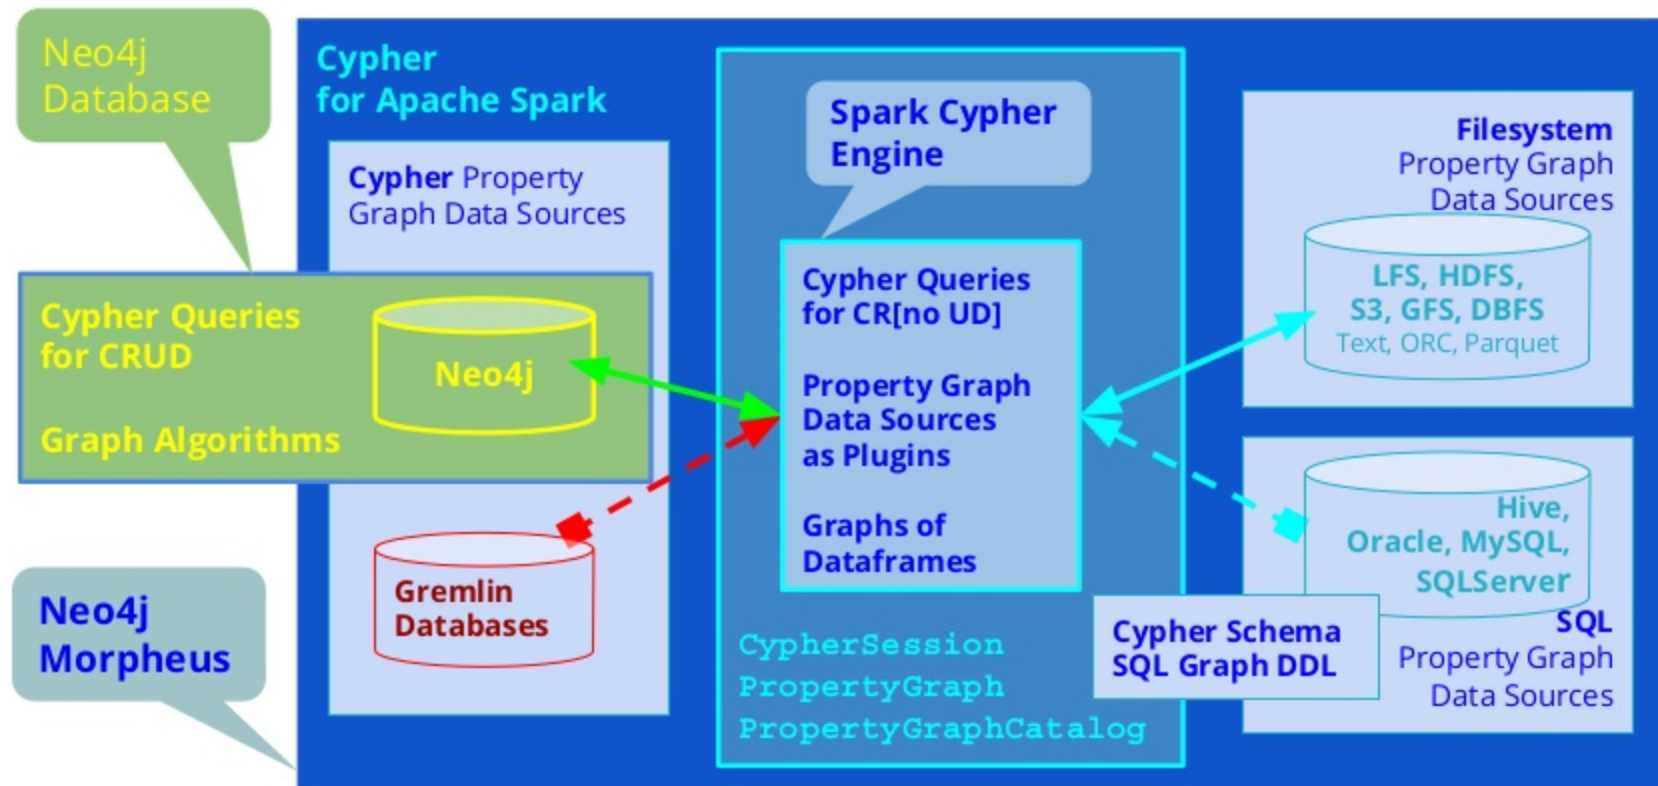 Neo4j
Database
Cypher
for Apache Spark
Cypher Property
Graph Data Sources
Cypher Queries
for CRUD
Graph Algorithms
Neo4j
Gremlin
Databases
Neo4j
Morpheus
Spark Cypher
Engine
Cypher Queries
for CR[no UD]
Property Graph
Data Sources
as Plugins
Graphs of
Dataframes
CypherSession
PropertyGraph
PropertyGraphCatalog
Filesystem
Property Graph
Data Sources
LFS, HDFS,
S3, GFS, DBFS
Text, ORC, Parquet
Hive,
Oracle, MySQL,
SQLServer
Cypher Schema
SQL Graph DDL
SQL
Property Graph
Data Sources